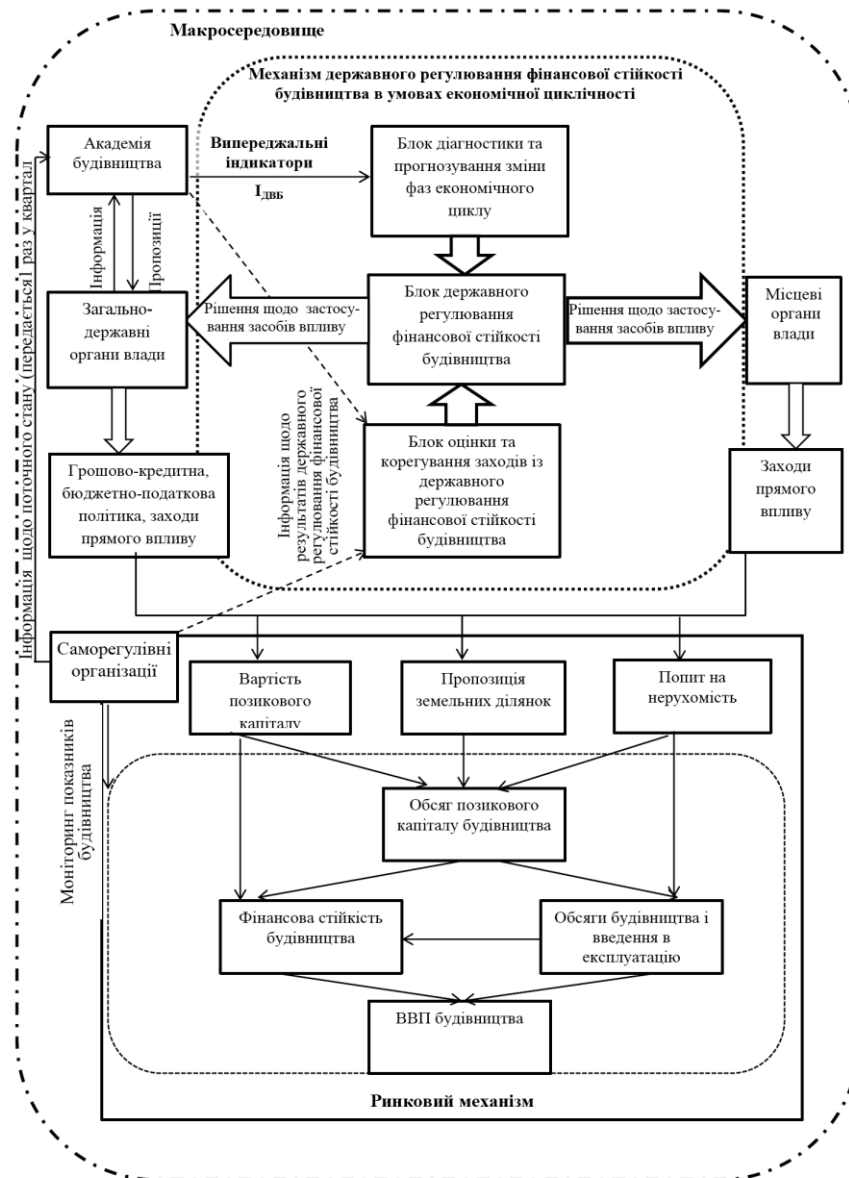 Макросередовище
Механізм державного регулювання фінансової стійкості
будівництва в умовах економічної циклічності
Академія
будівництва
Випереджальні
індикатори
IДВБ
Блок діагностики та
прогнозування зміни
фаз економічного
циклу
Інформація
Пропозиції
Інформація щодо поточного стану (передається1 раз у квартал
Загально-
державні
органи влади
Рішення щодо застосу-
вання засобів впливу
Блок державного
регулювання
фінансової стійкості
будівництва
Рішення щодо застосу-
вання засобів впливу
Місцеві
органи
влади
Грошово-кредитна,
бюджетно-податкова
політика, заходи
прямого впливу
Інформація щодо
результатів державного
регулювання фінансової
стійкості будівництва
Блок оцінки та
корегування заходів із
державного
регулювання
фінансової стійкості
будівництва
Заходи
прямого
впливу
Саморегулівні
організації
Вартість
позикового
капіталу
Пропозиція
земельних ділянок
Попит на
нерухомість
Моніторинг показників
будівництва
Обсяг позикового
капіталу будівництва
Фінансова стійкість
будівництва
Обсяги будівництва і
введення в
експлуатацію
ВВП будівництва
Ринковий механізм